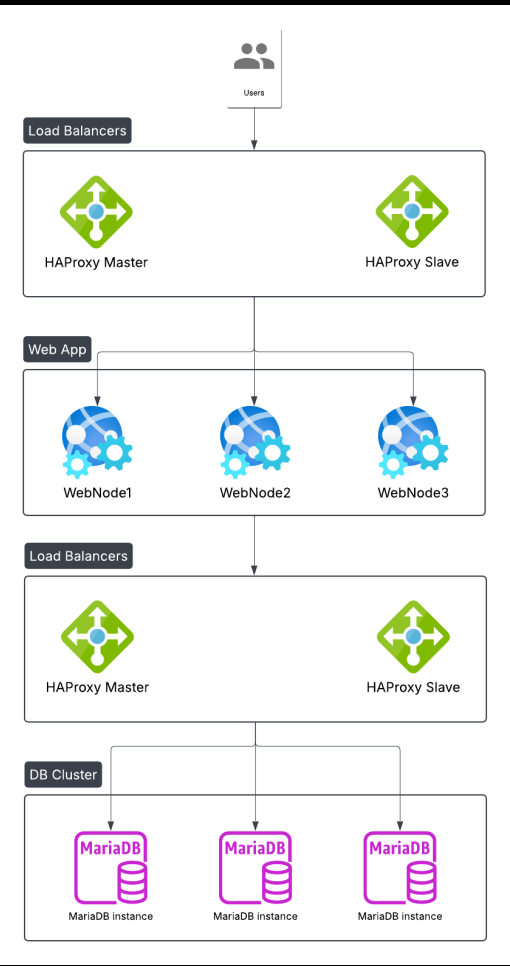 Users
Load Balancers
HAProxy Master
HAProxy Slave
Web App
WebNode1
WebNode2
WebNode3
Load Balancers
HAProxy Master
HAProxy Slave
DB Cluster
MariaDB
MariaDB
MariaDB
MariaDB instance
MariaDB instance
MariaDB instance